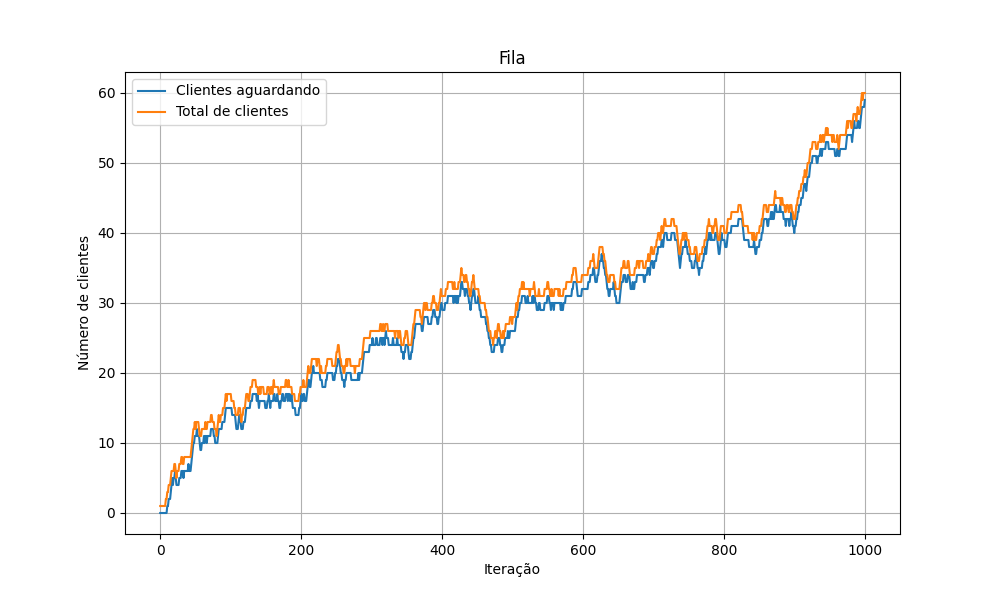 Fila
Clientes aguardando
Total de clientes
60
50
40
30
20
10
0
Número de clientes
0 200 400 600 800 1000
Iteração